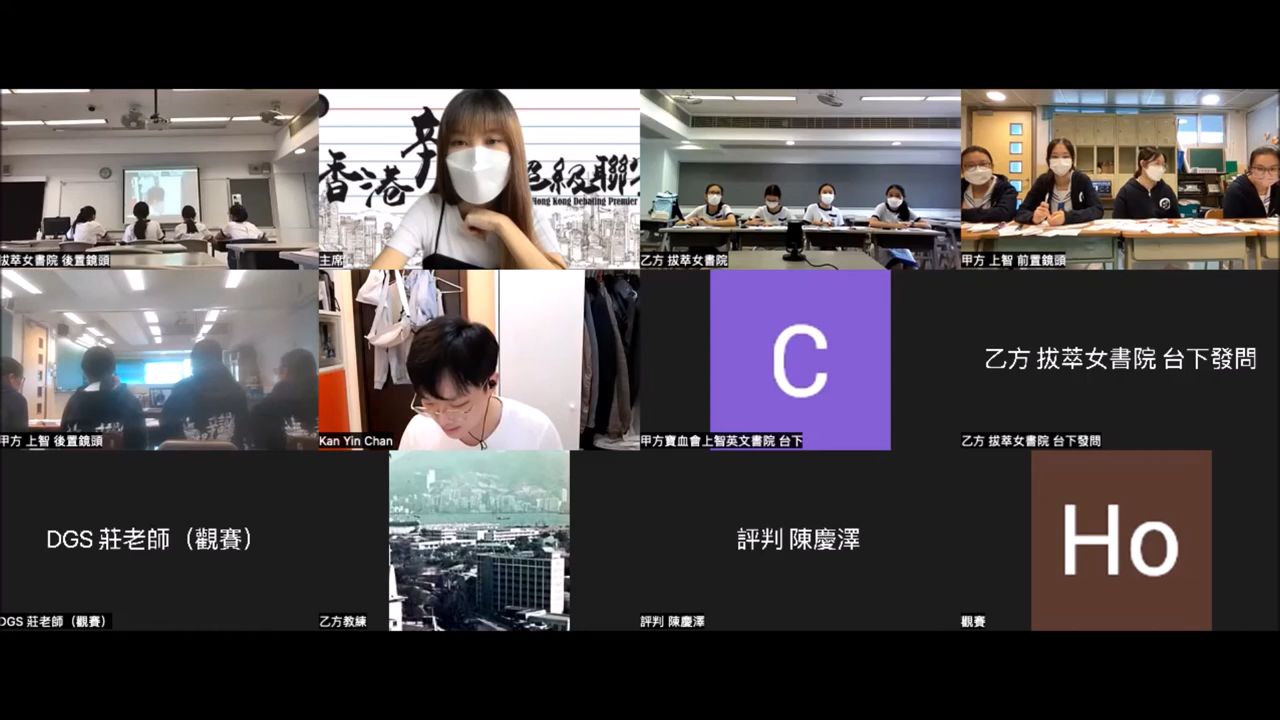 香港 辛 超級聯
Hong Kong Debating Premier
拔萃女書院 後置鏡頭
主席
乙方 拔萃女書院
甲方 上智 前置鏡頭
乙方 拔萃女書院 台下發問
甲方 上智 後置鏡頭
Kan Yin Chan
C
甲方寶血會上智英文書院 台下
乙方 拔萃女書院 台下發問
DGS 莊老師（觀賽）
評判 陳慶澤
Ho
DGS 莊老師（觀賽）
乙方教練
評判 陳慶澤
觀賽